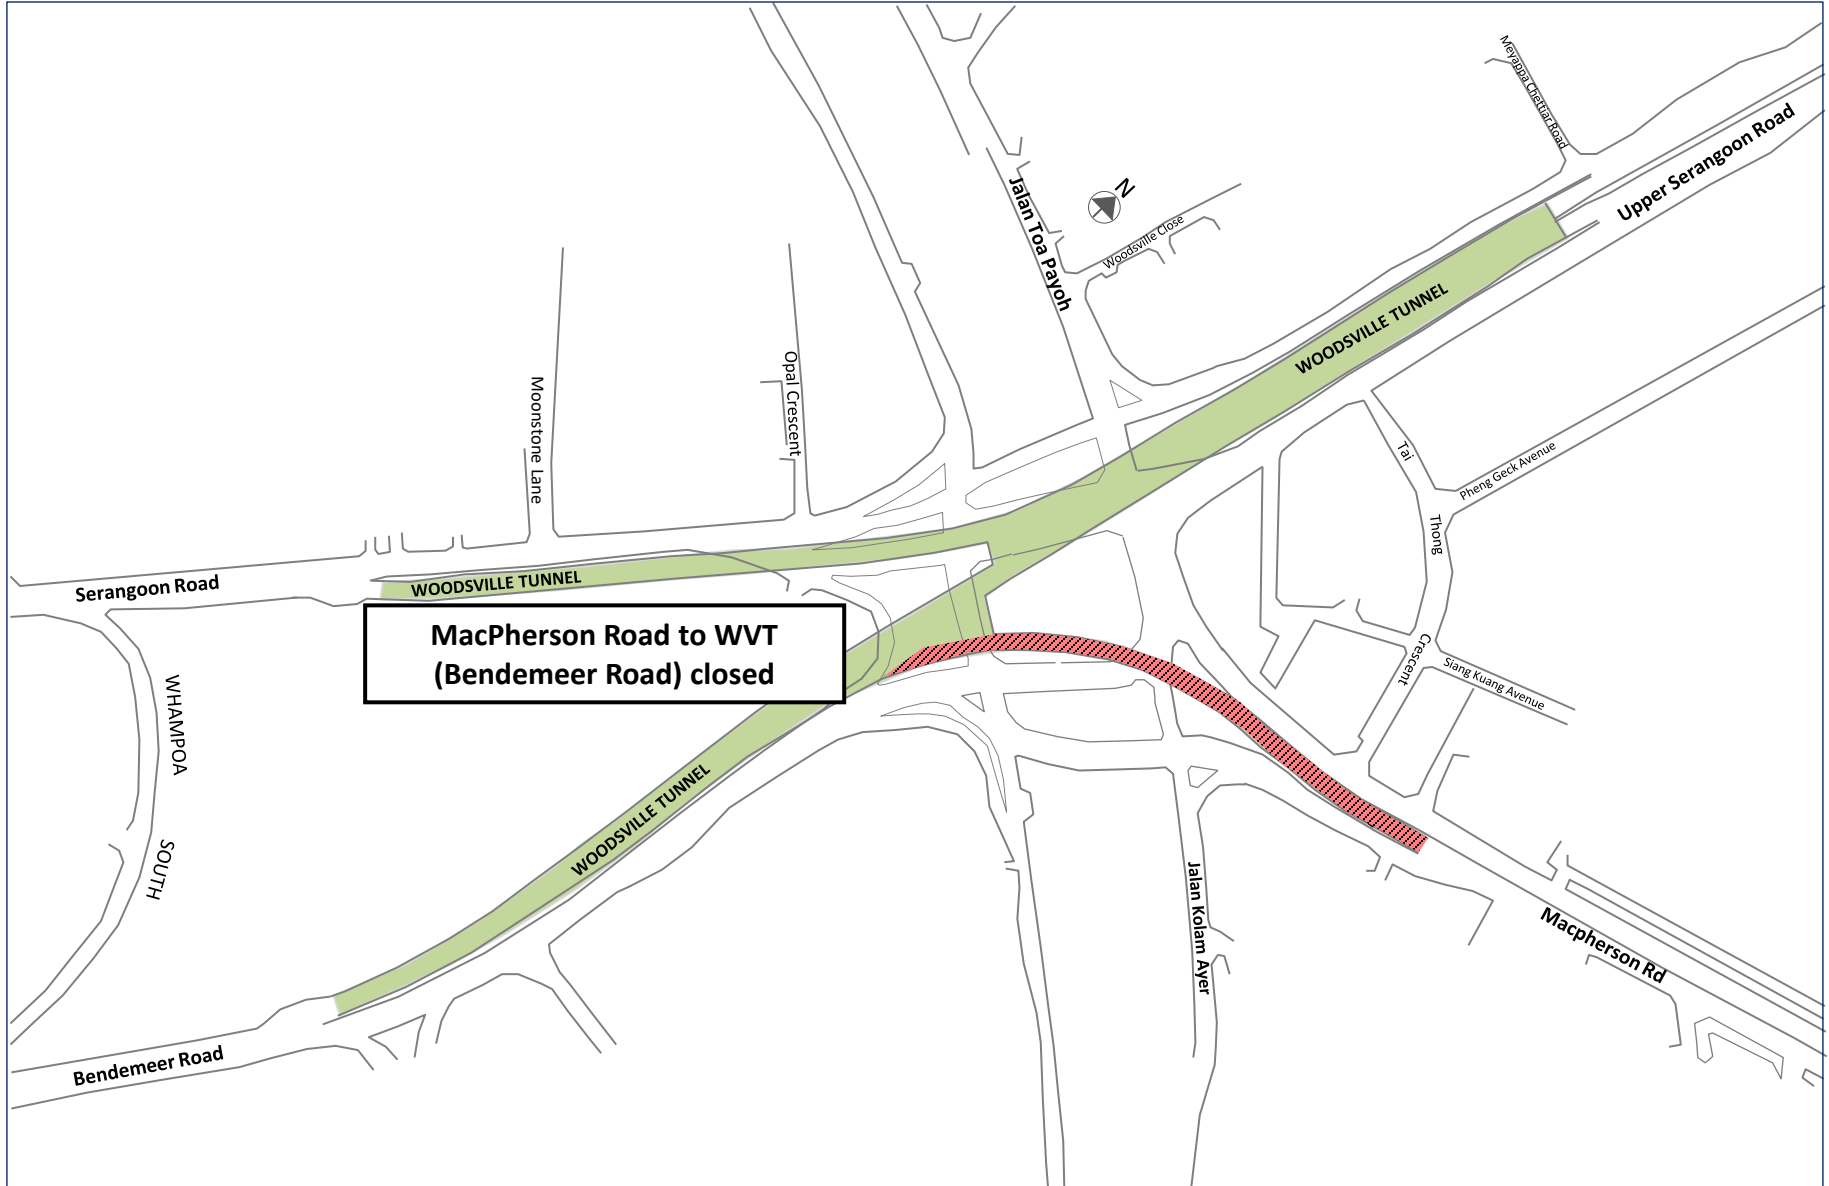 Meyappa Chettiar Road
Upper Serangoon Road
N
Jalan Toa Payoh
Woodsville Close
WOODSVILLE TUNNEL
Opal Crescent
Moonstone Lane
Tai
Thong
Crescent
Pheng Geck Avenue
Serangoon Road
WOODSVILLE TUNNEL
MacPherson Road to WVT
(Bendemeer Road) closed
Siang Kuang Avenue
WHAMPOA
SOUTH
WOODSVILLE TUNNEL
Jalan Kolam Ayer
Macpherson Rd
Bendemeer Road